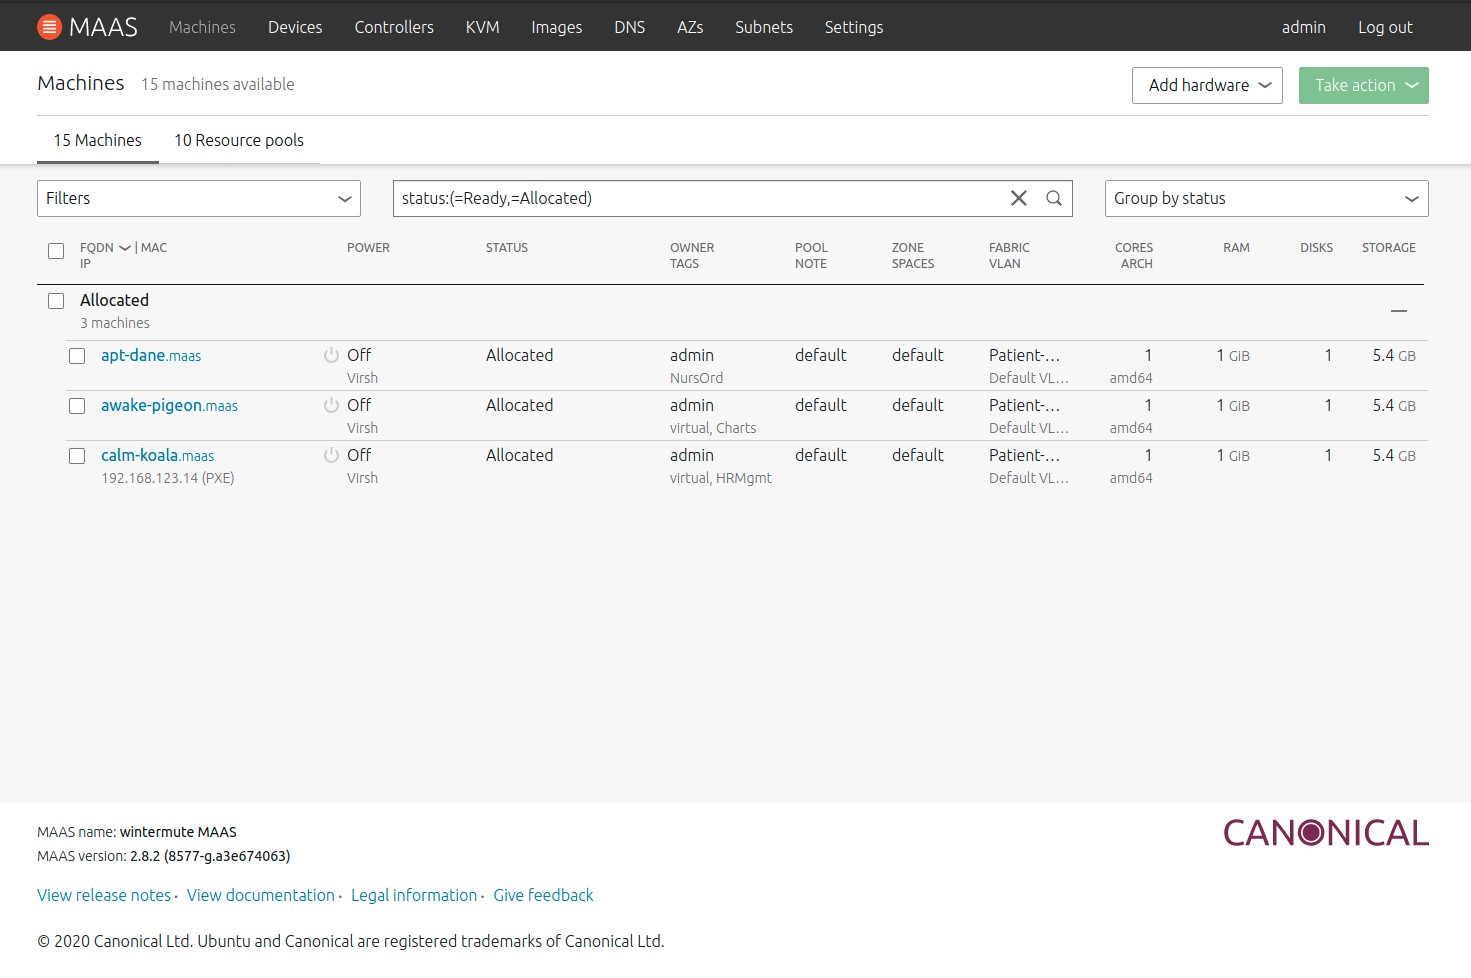 MAAS Machines Devices Controllers KVM Images DNS AZs Subnets Settings admin Log out
Machines 15 machines available Add hardware Take action
15 Machines 10 Resource pools
Filters status:(=Ready,=Allocated) Group by status
FQDN | MAC POWER STATUS OWNER POOL ZONE FABRIC CORES RAM DISKS STORAGE
IP TAGS NOTE SPACES VLAN ARCH
Allocated
3 machines
apt-dane.maas Off Allocated admin default default Patient-... 1 1 GiB 1 5.4 GB
Virsh NursOrd Default VL... amd64
awake-pigeon.maas Off Allocated admin default default Patient-... 1 1 GiB 1 5.4 GB
Virsh virtual, Charts Default VL... amd64
calm-koala.maas Off Allocated admin default default Patient-... 1 1 GiB 1 5.4 GB
192.168.123.14 (PXE) Virsh virtual, HRMgmt Default VL... amd64
MAAS name: wintermute MAAS
CANONICAL
MAAS version: 2.8.2 (8577-g.a3e674063)
View release notes · View documentation · Legal information · Give feedback
© 2020 Canonical Ltd. Ubuntu and Canonical are registered trademarks of Canonical Ltd.